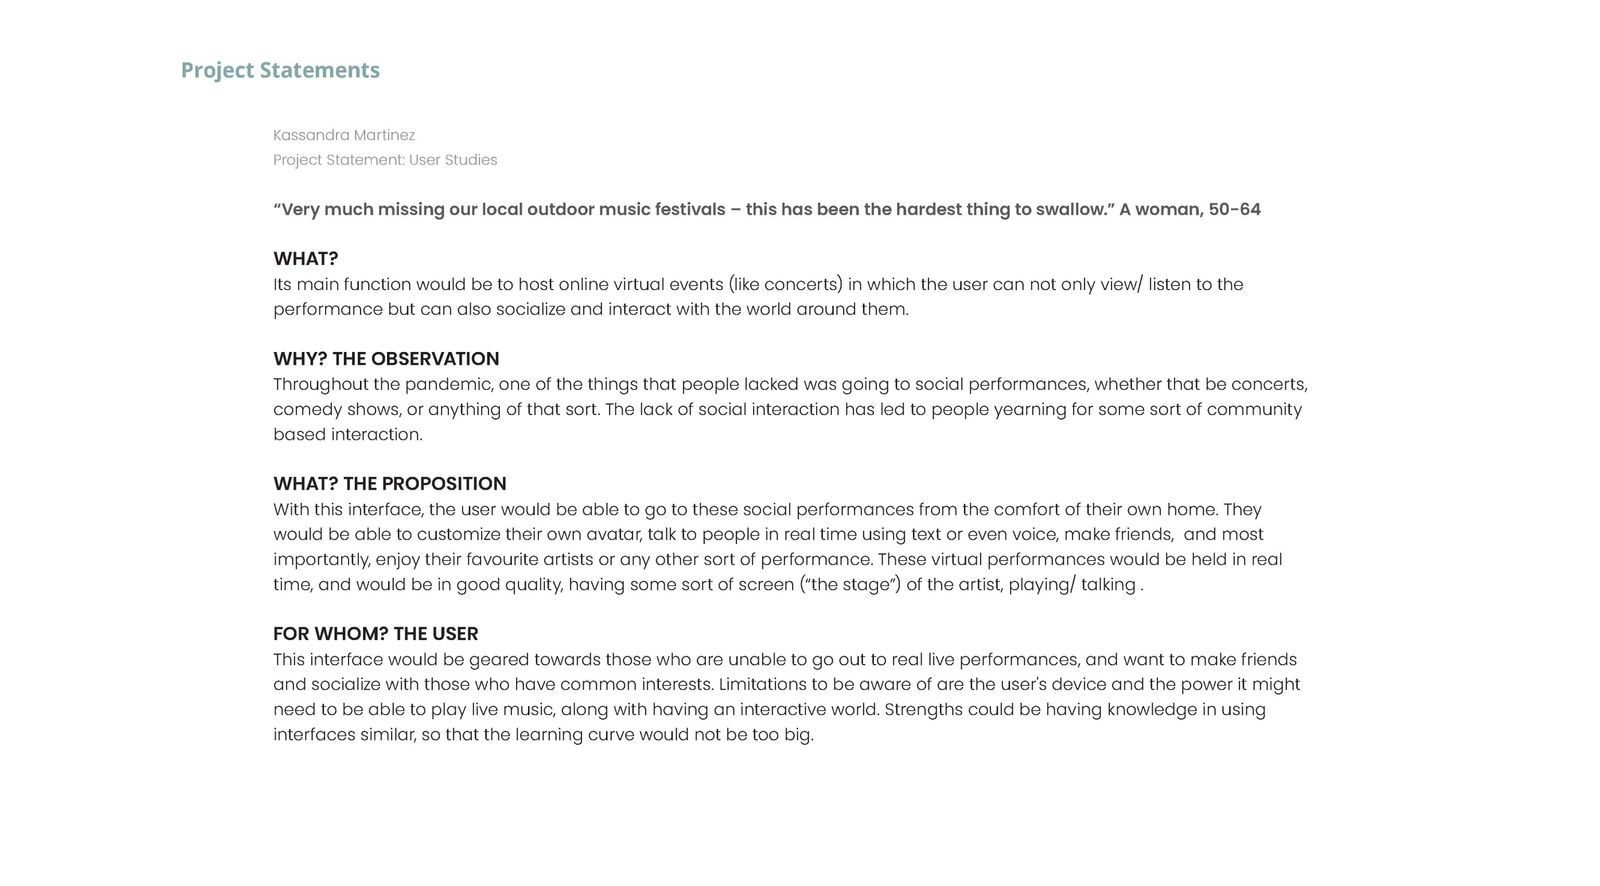 Project Statements
Kassandra Martinez
Project Statement: User Studies
“Very much missing our local outdoor music festivals – this has been the hardest thing to swallow.” A woman, 50-64
WHAT?
Its main function would be to host online virtual events (like concerts) in which the user can not only view/ listen to the
performance but can also socialize and interact with the world around them.
WHY? THE OBSERVATION
Throughout the pandemic, one of the things that people lacked was going to social performances, whether that be concerts,
comedy shows, or anything of that sort. The lack of social interaction has led to people yearning for some sort of community
based interaction.
WHAT? THE PROPOSITION
With this interface, the user would be able to go to these social performances from the comfort of their own home. They
would be able to customize their own avatar, talk to people in real time using text or even voice, make friends,  and most
importantly, enjoy their favourite artists or any other sort of performance. These virtual performances would be held in real
time, and would be in good quality, having some sort of screen (“the stage”) of the artist, playing/ talking .
FOR WHOM? THE USER
This interface would be geared towards those who are unable to go out to real live performances, and want to make friends
and socialize with those who have common interests. Limitations to be aware of are the user's device and the power it might
need to be able to play live music, along with having an interactive world. Strengths could be having knowledge in using
interfaces similar, so that the learning curve would not be too big.